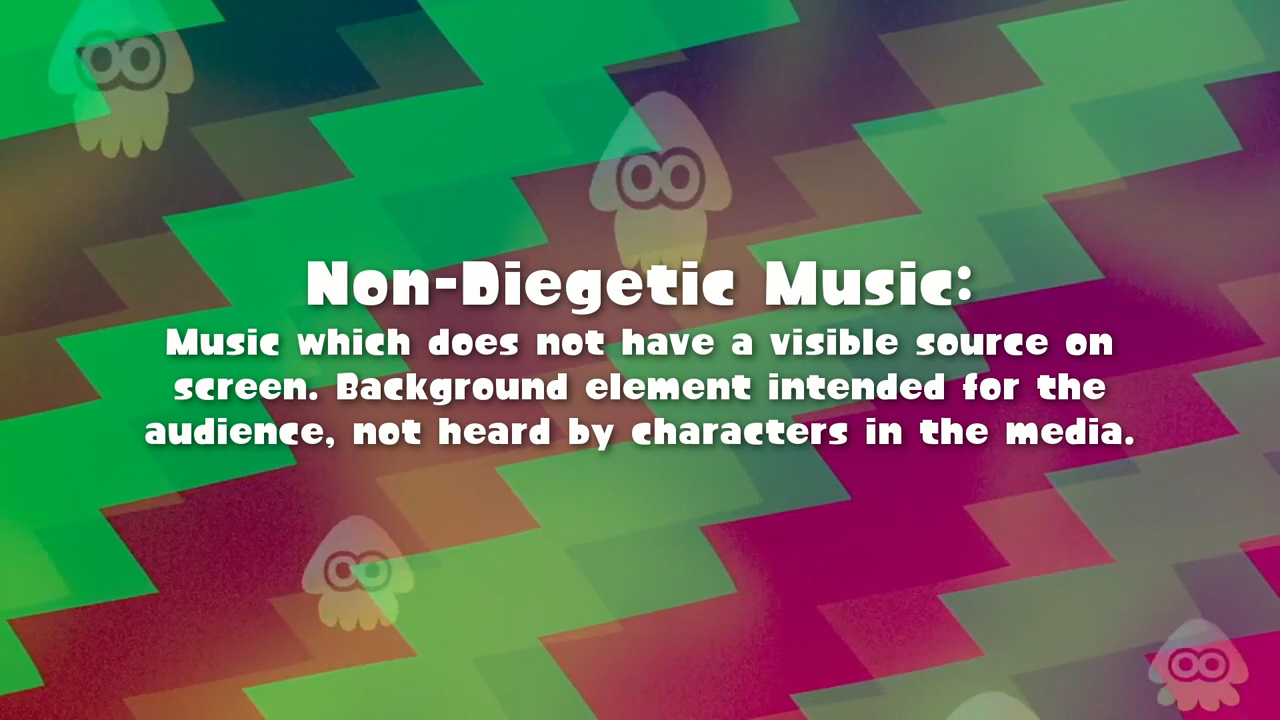 Non-Diegetic Music:
Music which does not have a visible source on
screen. Background element intended for the
audience, not heard by characters in the media.